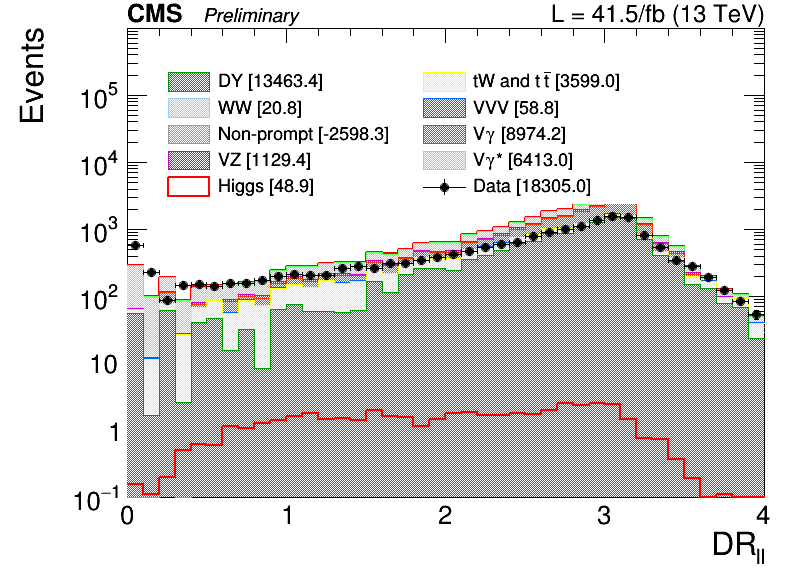 CMS Preliminary L = 41.5/fb (13 TeV)
Events
DY [13463.4] tW and t t̄ [3599.0]
WW [20.8] VVV [58.8]
Non-prompt [-2598.3] Vγ [8974.2]
VZ [1129.4] Vγ* [6413.0]
Higgs [48.9] Data [18305.0]
10⁵
10⁴
10³
10²
10
1
10⁻¹
0 1 2 3 4
DR_ll